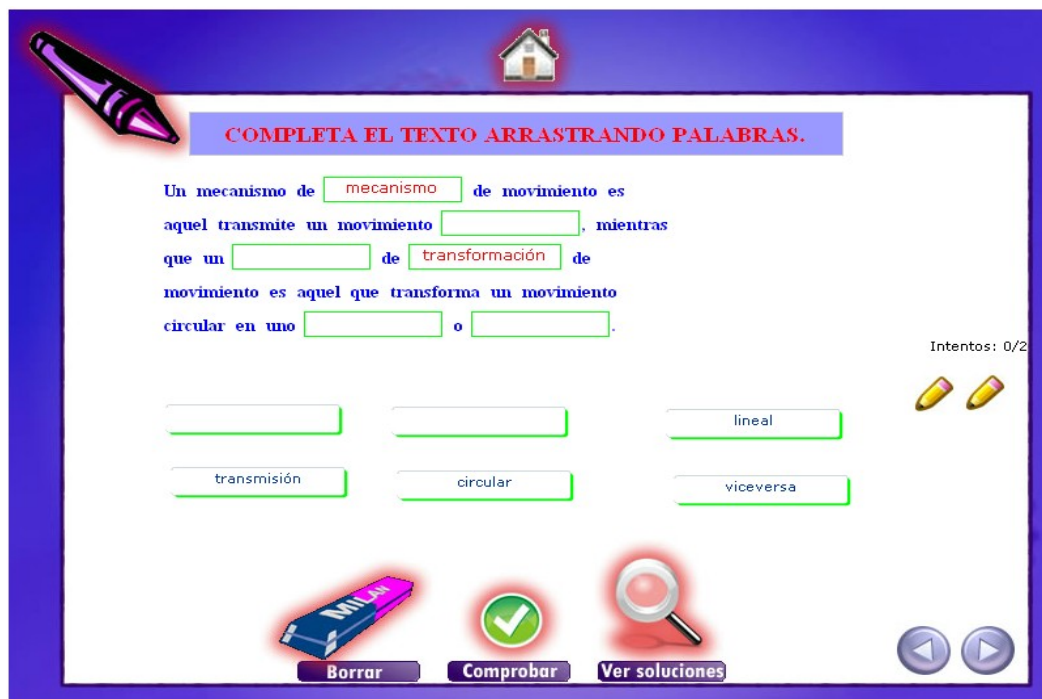 COMPLETA EL TEXTO ARRASTRANDO PALABRAS.
Un mecanismo de mecanismo de movimiento es
aquel transmite un movimiento , mientras
que un de transformación de
movimiento es aquel que transforma un movimiento
circular en uno o .
Intentos: 0/2
lineal
transmisión circular viceversa
MILAN
Borrar Comprobar Ver soluciones